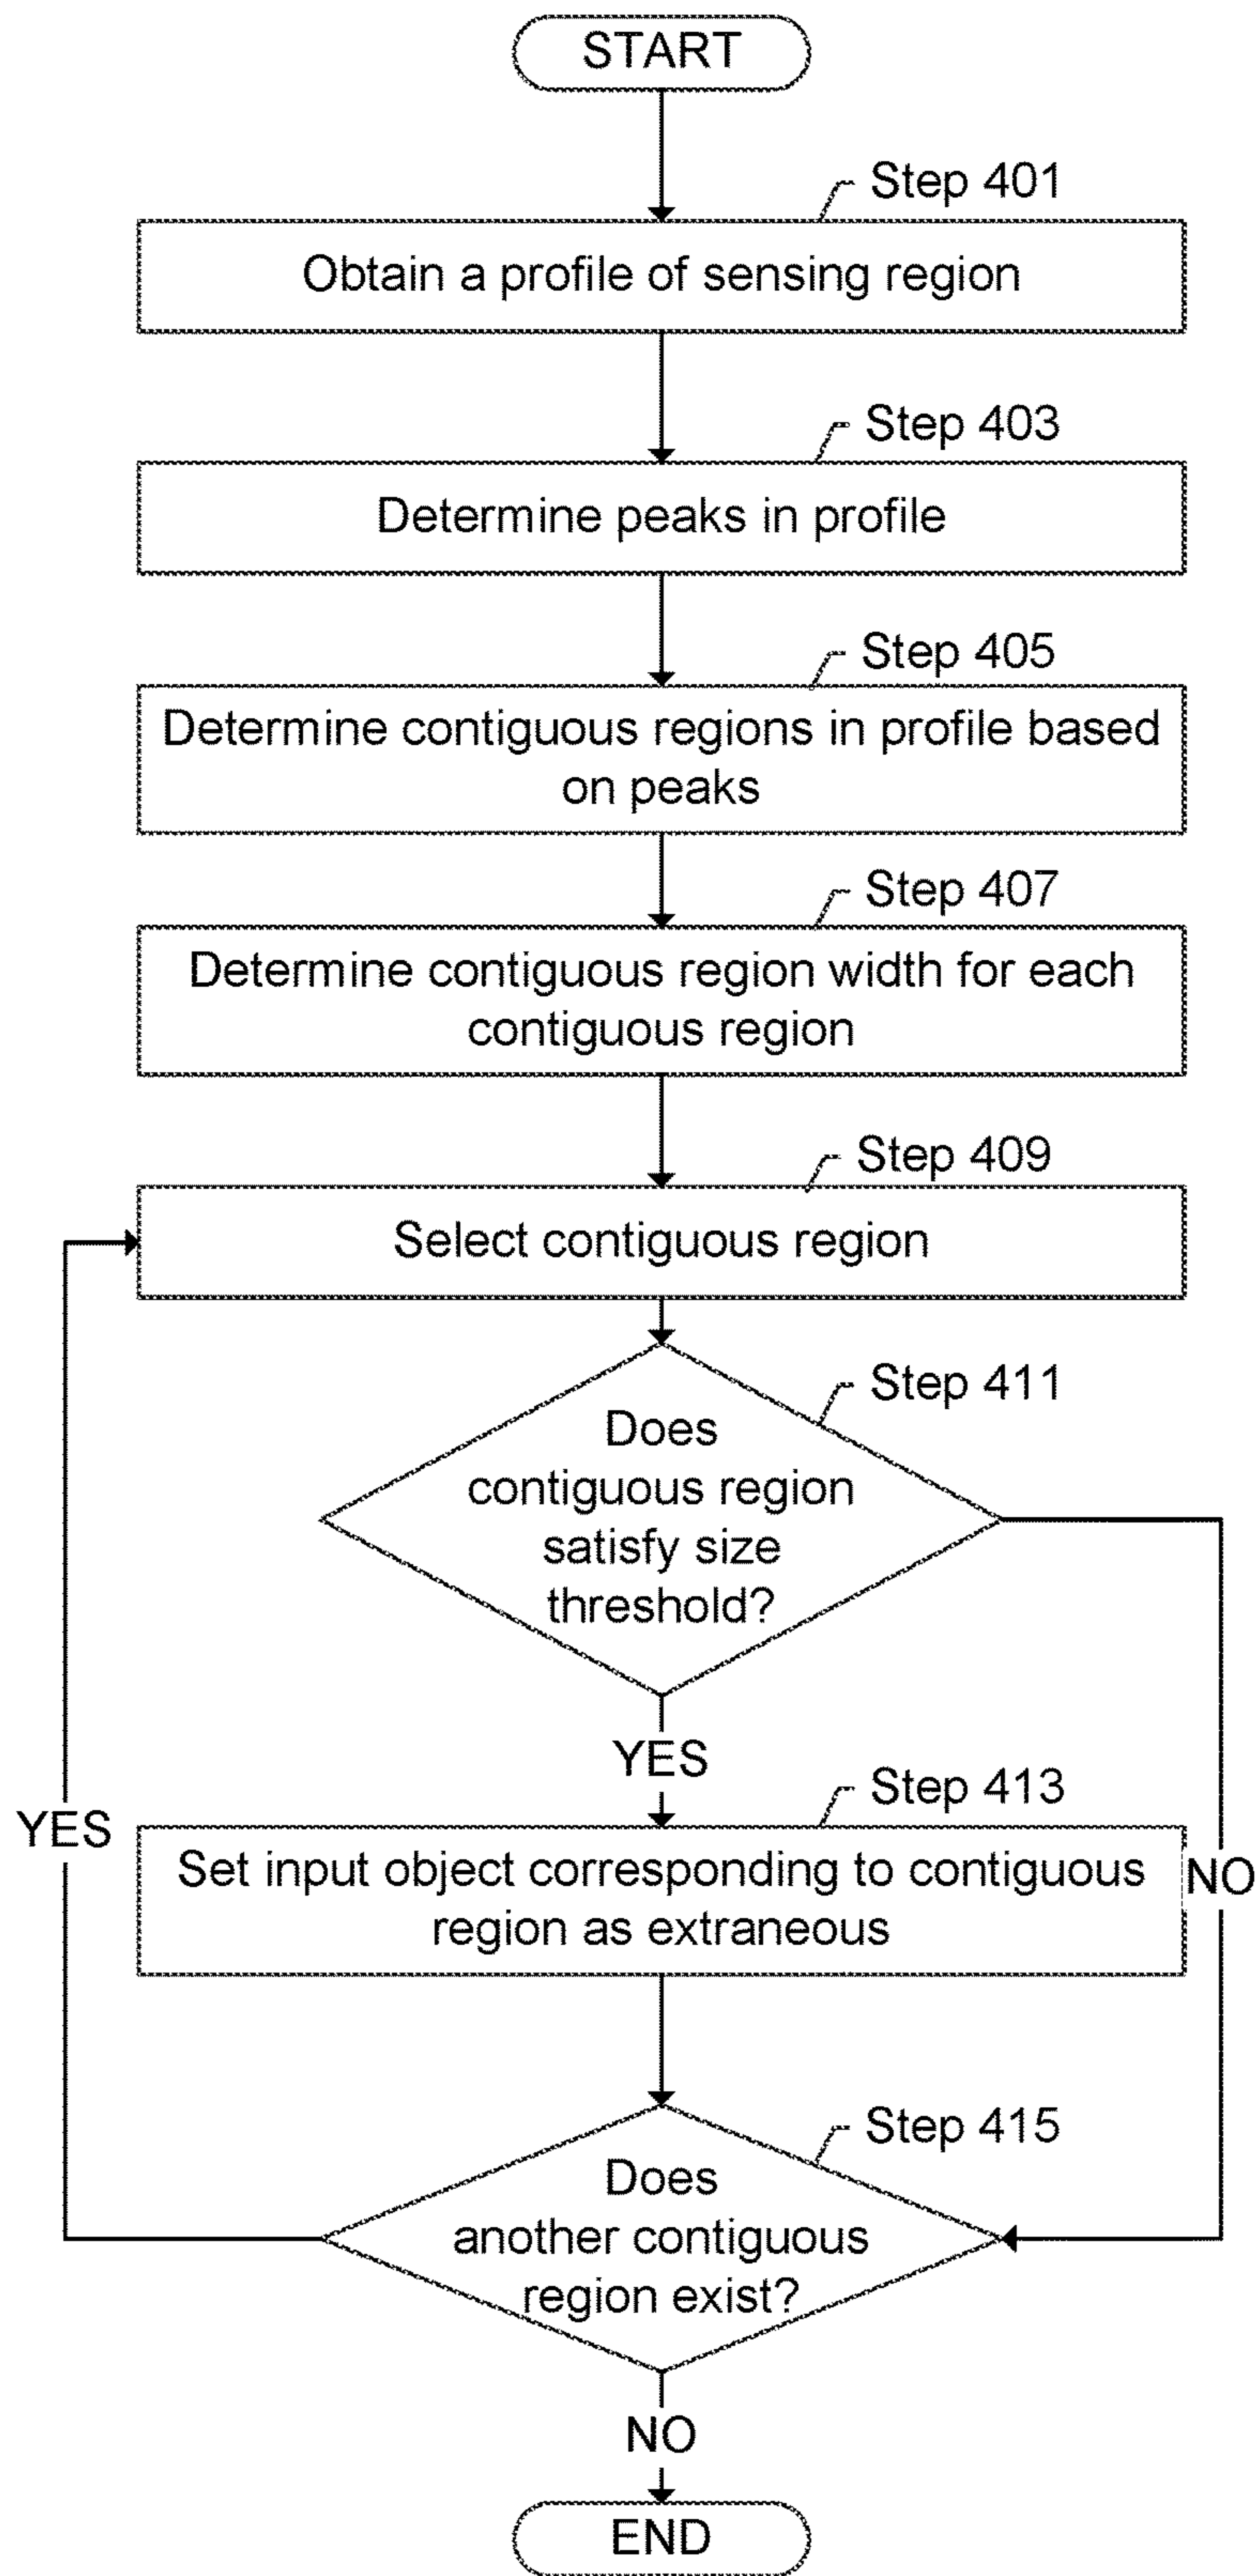 START
Step 401
Obtain a profile of sensing region
Step 403
Determine peaks in profile
Step 405
Determine contiguous regions in profile based
on peaks
Step 407
Determine contiguous region width for each
contiguous region
Step 409
Select contiguous region
Step 411
Does
contiguous region
satisfy size
threshold?
YES
Step 413
YES
Set input object corresponding to contiguous
region as extraneous
NO
Step 415
Does
another contiguous
region exist?
NO
END